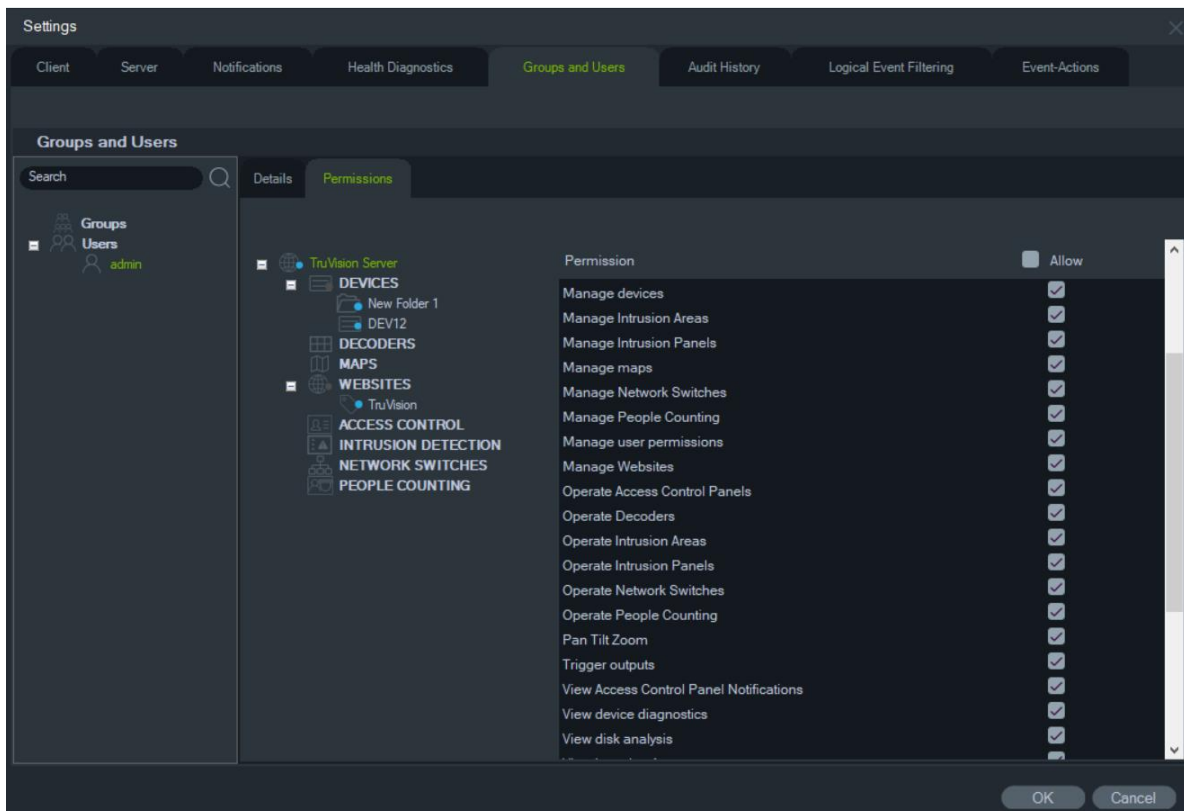 Settings
Client Server Notifications Health Diagnostics Groups and Users Audit History Logical Event Filtering Event-Actions
Groups and Users
Search
Groups
Users
admin
Details Permissions
TruVision Server
DEVICES
New Folder 1
DEV12
DECODERS
MAPS
WEBSITES
TruVision
ACCESS CONTROL
INTRUSION DETECTION
NETWORK SWITCHES
PEOPLE COUNTING
Permission Allow
Manage devices
Manage Intrusion Areas
Manage Intrusion Panels
Manage maps
Manage Network Switches
Manage People Counting
Manage user permissions
Manage Websites
Operate Access Control Panels
Operate Decoders
Operate Intrusion Areas
Operate Intrusion Panels
Operate Network Switches
Operate People Counting
Pan Tilt Zoom
Trigger outputs
View Access Control Panel Notifications
View device diagnostics
View disk analysis
OK Cancel